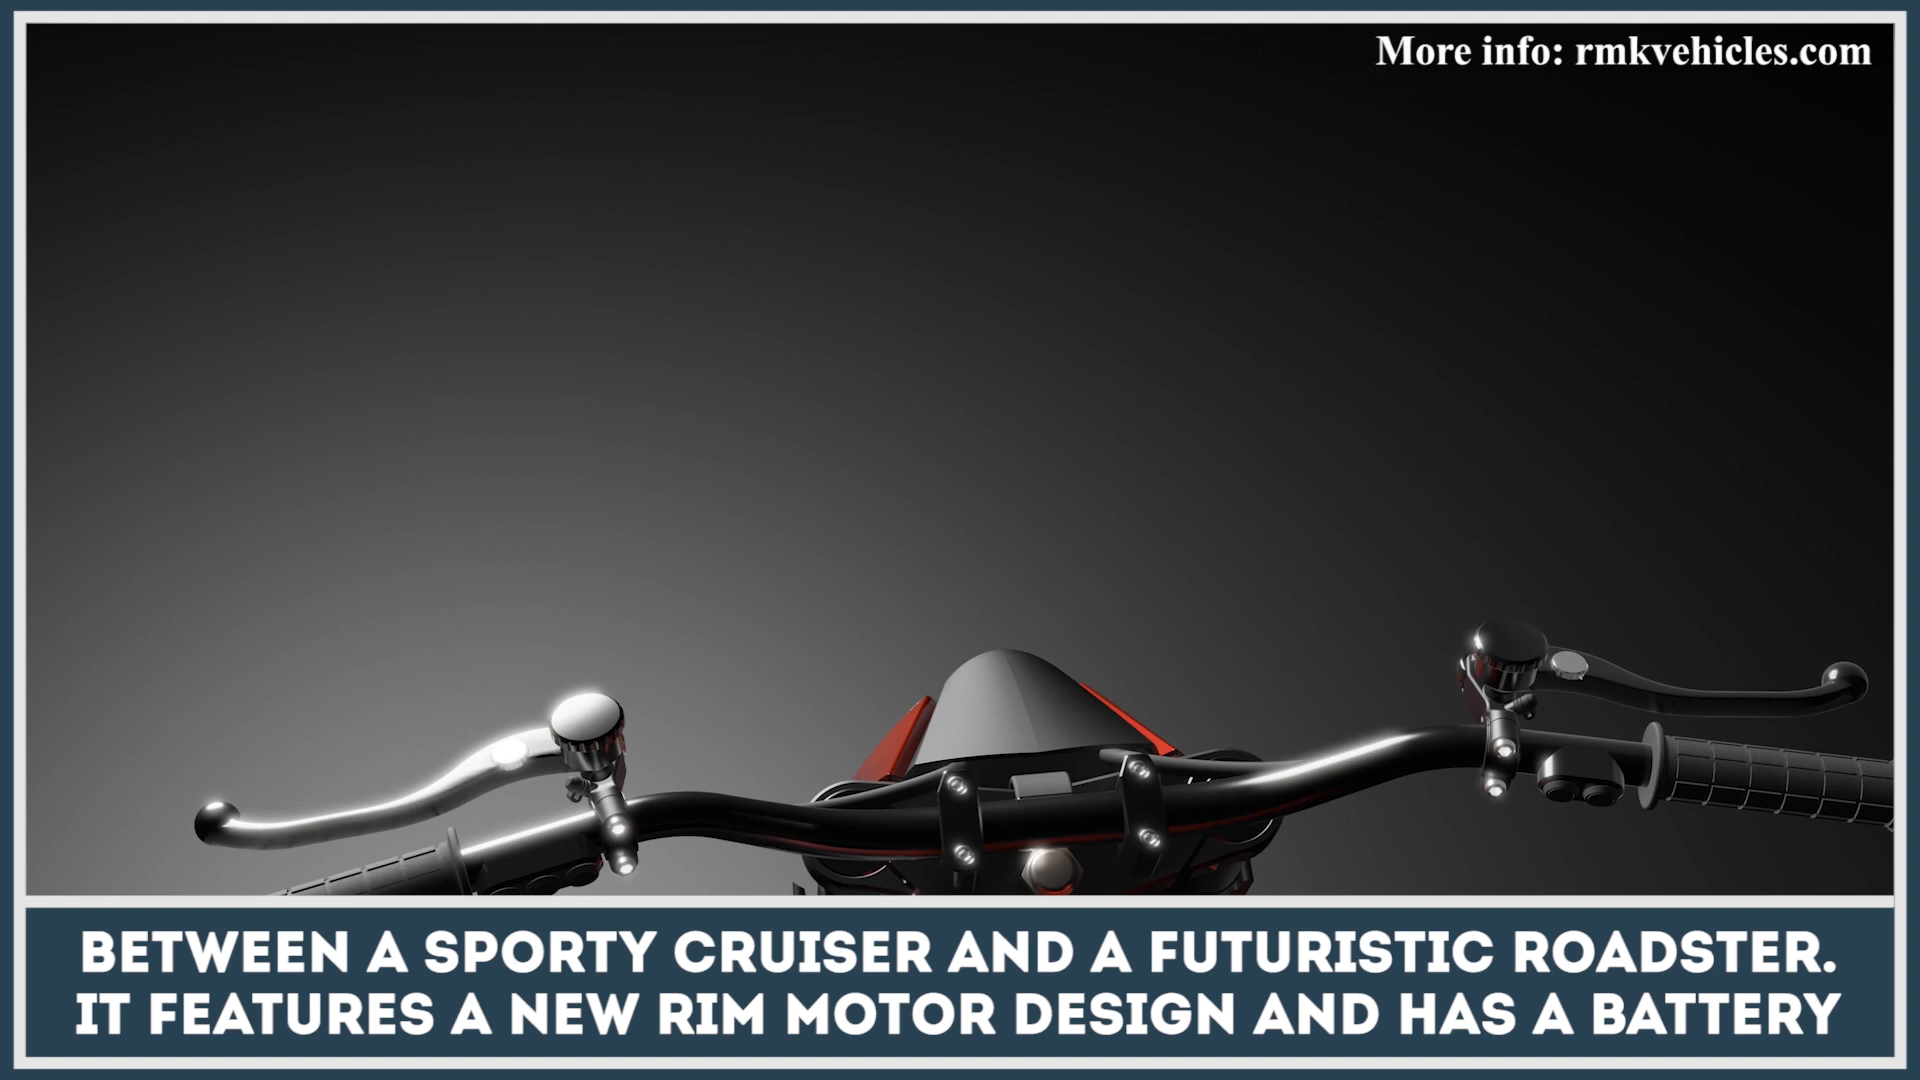 More info: rmkvehicles.com
BETWEEN A SPORTY CRUISER AND A FUTURISTIC ROADSTER.
IT FEATURES A NEW RIM MOTOR DESIGN AND HAS A BATTERY